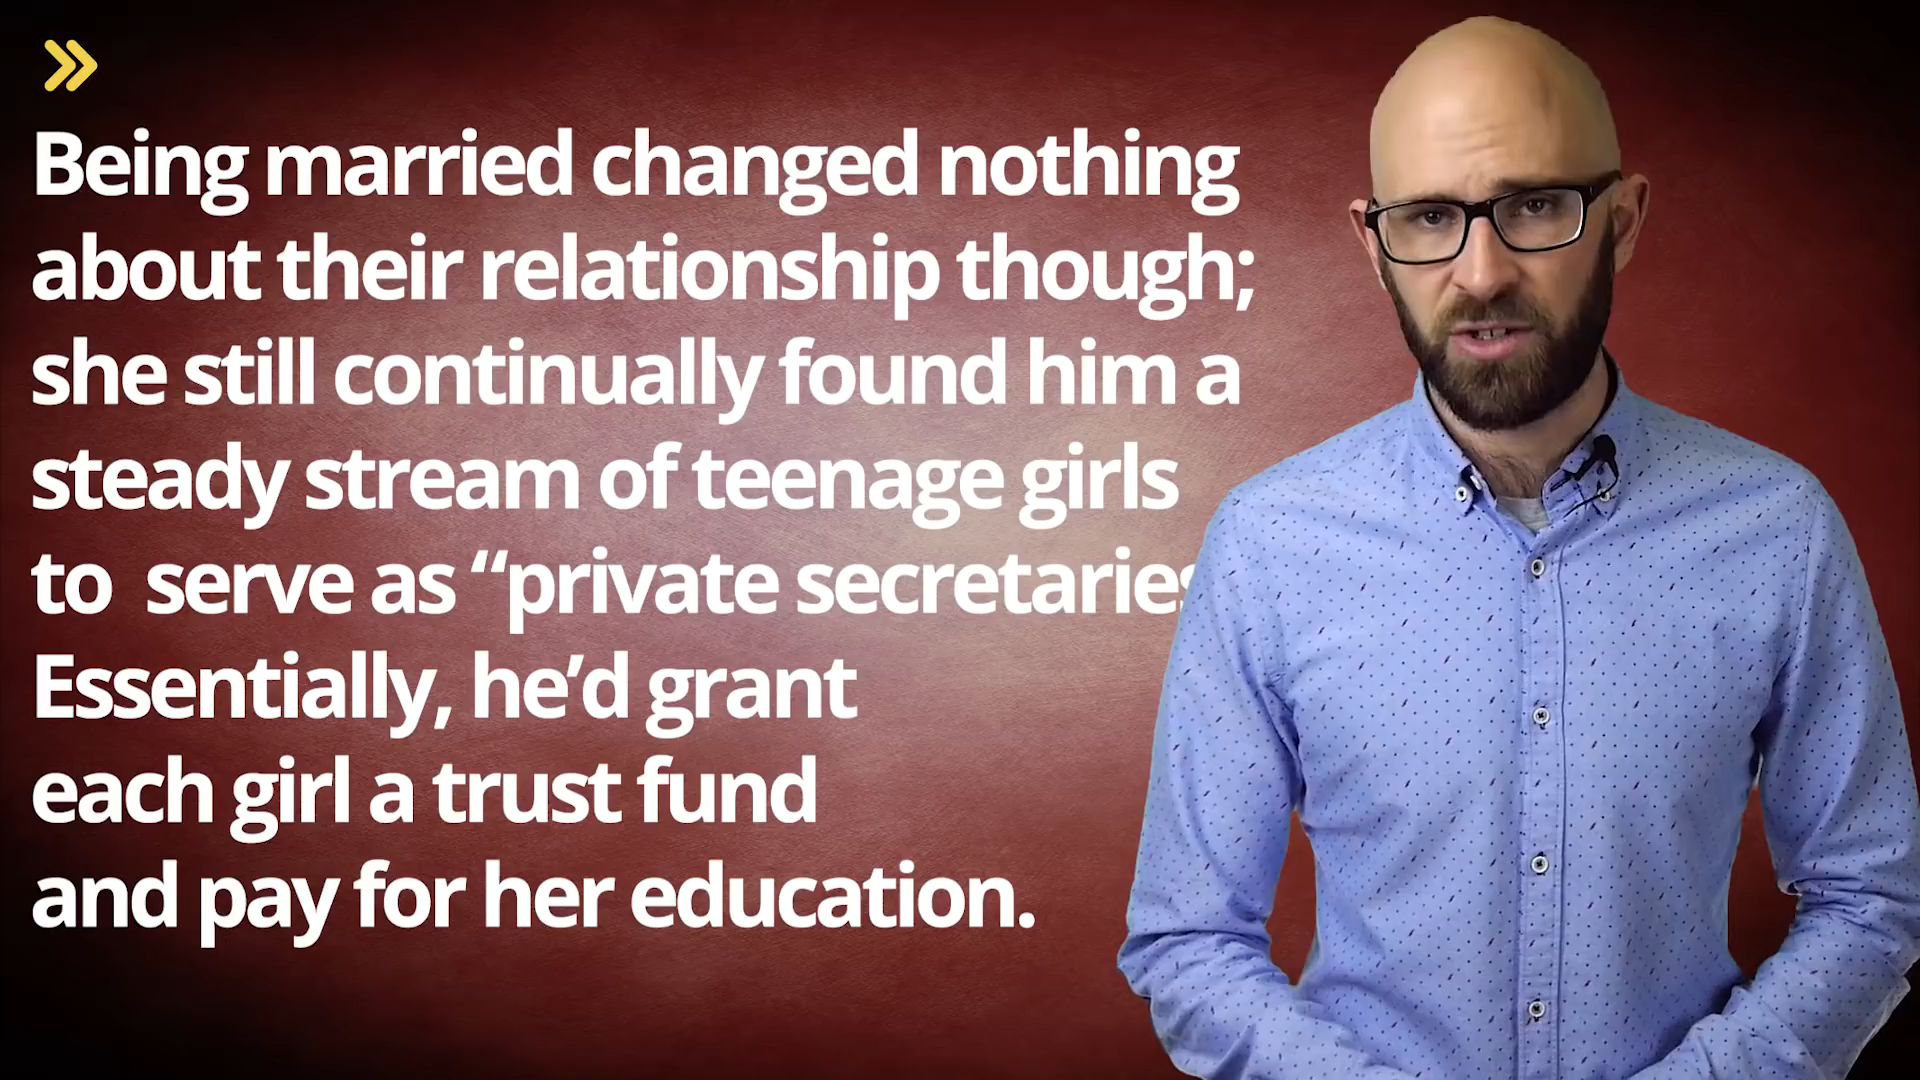 Being married changed nothing
about their relationship though;
she still continually found him a
steady stream of teenage girls
to  serve as “private secretaries
Essentially, he’d grant
each girl a trust fund
and pay for her education.